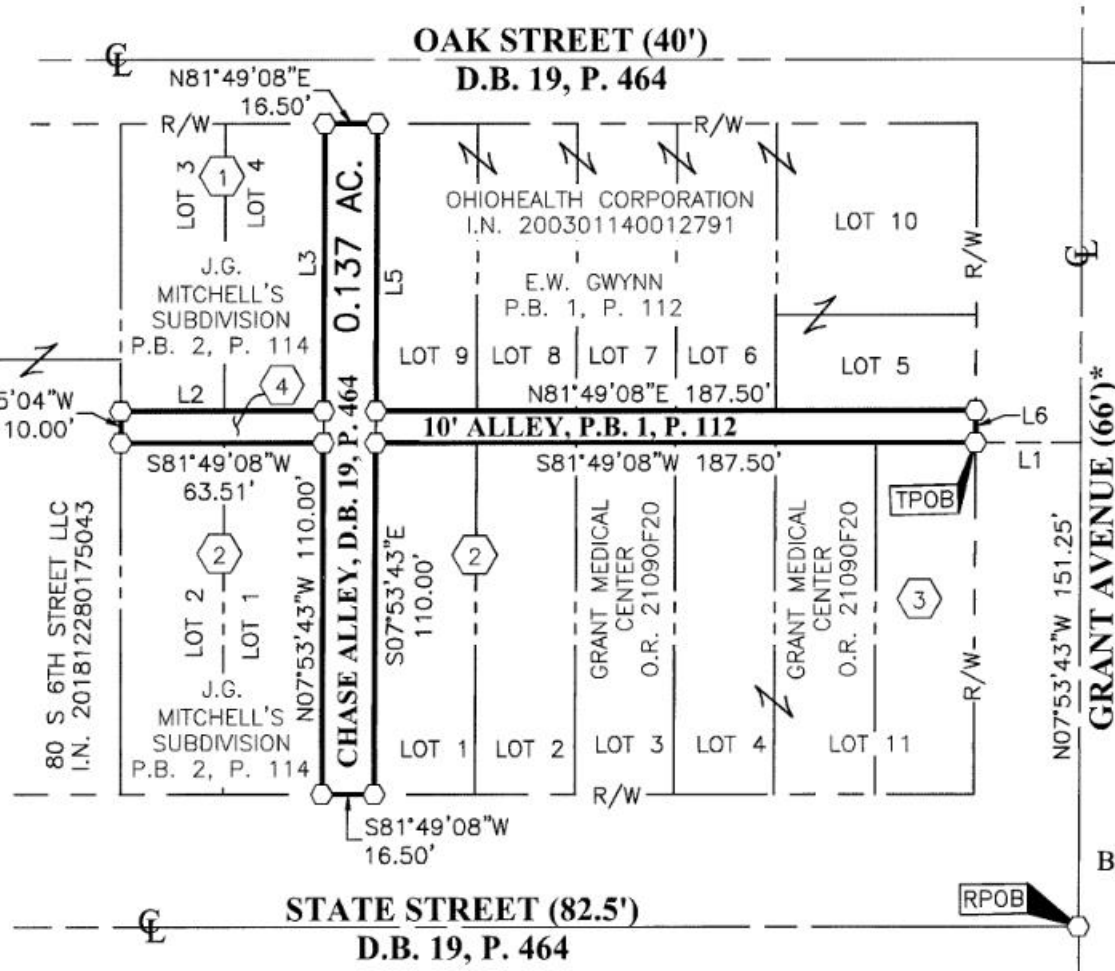 OAK STREET (40')
D.B. 19, P. 464
℄
N81°49'08"E
16.50'
R/W
R/W
LOT 3
1
LOT 4
L3
0.137 AC.
L5
OHIOHEALTH CORPORATION
I.N. 200301140012791
LOT 10
R/W
℄
J.G.
MITCHELL'S
SUBDIVISION
P.B. 2, P. 114
E.W. GWYNN
P.B. 1, P. 112
LOT 9
LOT 8
LOT 7
LOT 6
LOT 5
L2
4
N81°49'08"E 187.50'
5'04"W
10.00'
10' ALLEY, P.B. 1, P. 112
L6
L1
S81°49'08"W
63.51'
S81°49'08"W 187.50'
TPOB
80 S 6TH STREET LLC
I.N. 201812280175043
2
LOT 2
LOT 1
N07°53'43"W 110.00'
CHASE ALLEY, D.B. 19, P. 464
S07°53'43"E
110.00'
2
GRANT MEDICAL
CENTER
O.R. 21090F20
GRANT MEDICAL
CENTER
O.R. 21090F20
3
R/W
N07°53'43"W 151.25'
GRANT AVENUE (66')*
J.G.
MITCHELL'S
SUBDIVISION
P.B. 2, P. 114
LOT 1
LOT 2
LOT 3
LOT 4
LOT 11
R/W
S81°49'08"W
16.50'
B
RPOB
STATE STREET (82.5')
D.B. 19, P. 464
℄